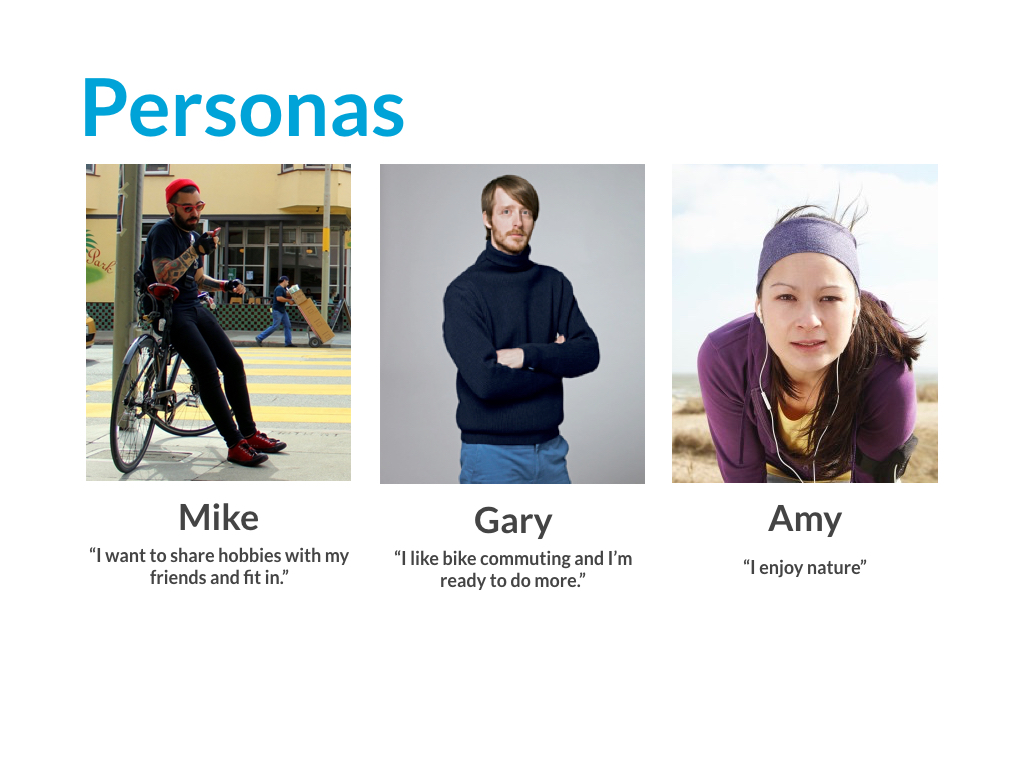 Personas
Park
Mike
Gary
Amy
“I want to share hobbies with my
friends and fit in.”
“I like bike commuting and I’m
ready to do more.”
“I enjoy nature”